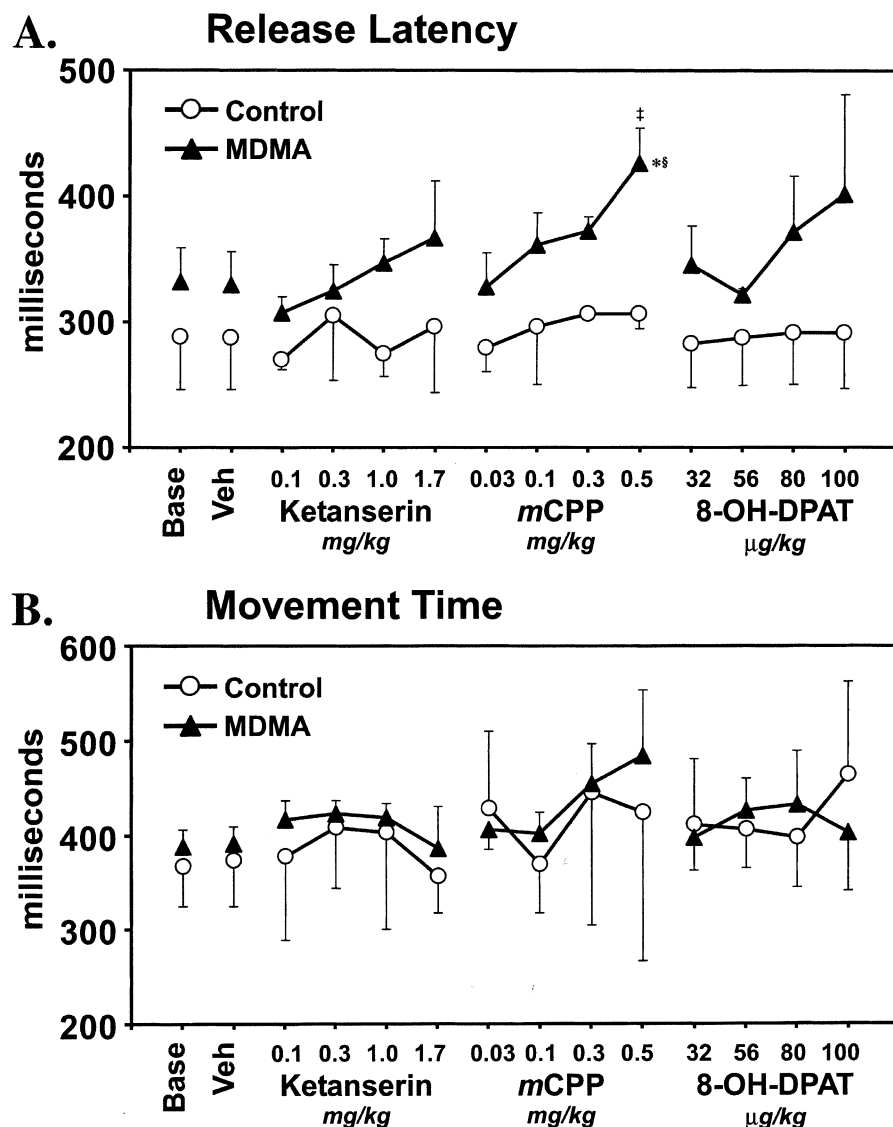 A. Release Latency
500
400
300
200
milliseconds
Control
MDMA
‡
*§
Base Veh 0.1 0.3 1.0 1.7 0.03 0.1 0.3 0.5 32 56 80 100
Ketanserin mCPP 8-OH-DPAT
mg/kg mg/kg μg/kg
B. Movement Time
600
500
400
300
200
milliseconds
Control
MDMA
Base Veh 0.1 0.3 1.0 1.7 0.03 0.1 0.3 0.5 32 56 80 100
Ketanserin mCPP 8-OH-DPAT
mg/kg mg/kg μg/kg